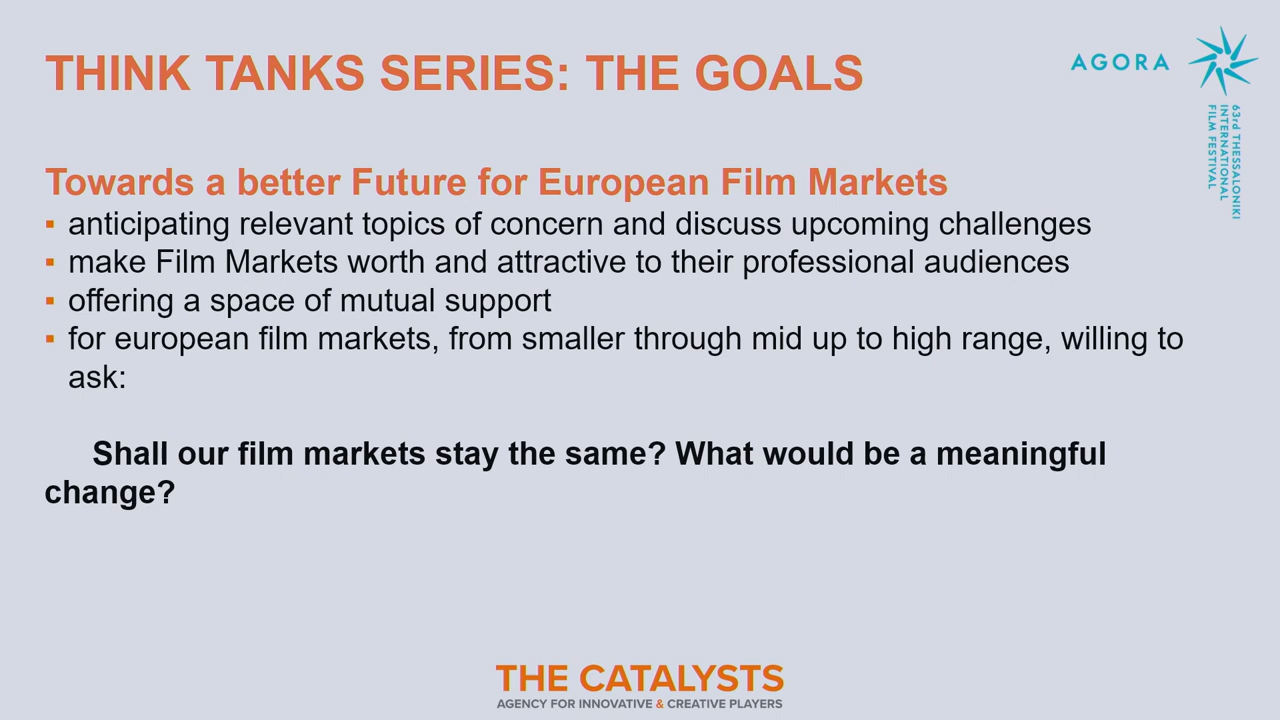 THINK TANKS SERIES: THE GOALS
AGORA
63rd THESSALONIKI
INTERNATIONAL
FILM FESTIVAL
Towards a better Future for European Film Markets
▪ anticipating relevant topics of concern and discuss upcoming challenges
▪ make Film Markets worth and attractive to their professional audiences
▪ offering a space of mutual support
▪ for european film markets, from smaller through mid up to high range, willing to
ask:
Shall our film markets stay the same? What would be a meaningful
change?
THE CATALYSTS
AGENCY FOR INNOVATIVE & CREATIVE PLAYERS